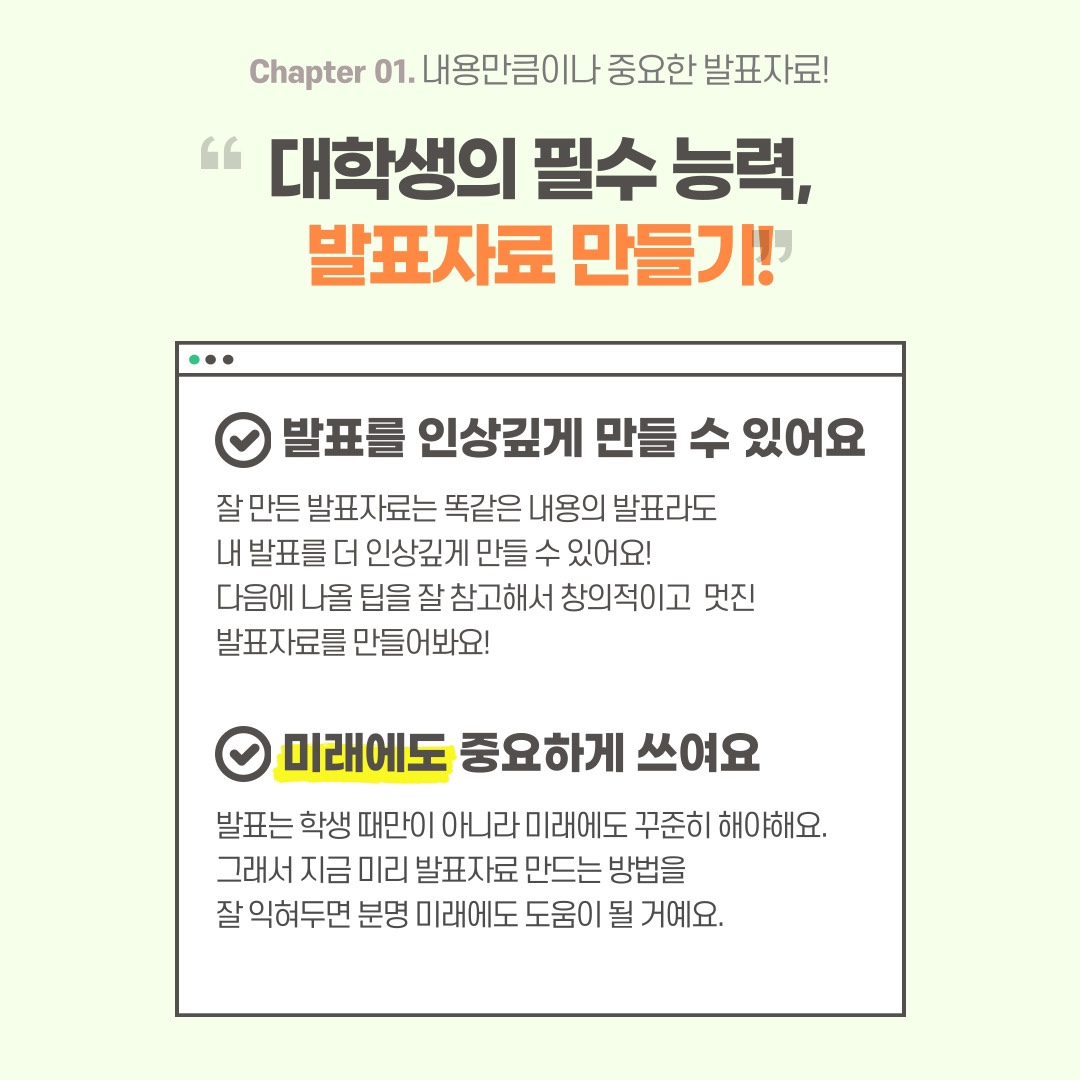 Chapter 01. 내용만큼이나 중요한 발표자료!
“ 대학생의 필수 능력,
발표자료 만들기! ”
발표를 인상깊게 만들 수 있어요
잘 만든 발표자료는 똑같은 내용의 발표라도
내 발표를 더 인상깊게 만들 수 있어요!
다음에 나올 팁을 잘 참고해서 창의적이고 멋진
발표자료를 만들어봐요!
미래에도 중요하게 쓰여요
발표는 학생 때만이 아니라 미래에도 꾸준히 해야해요.
그래서 지금 미리 발표자료 만드는 방법을
잘 익혀두면 분명 미래에도 도움이 될 거예요.